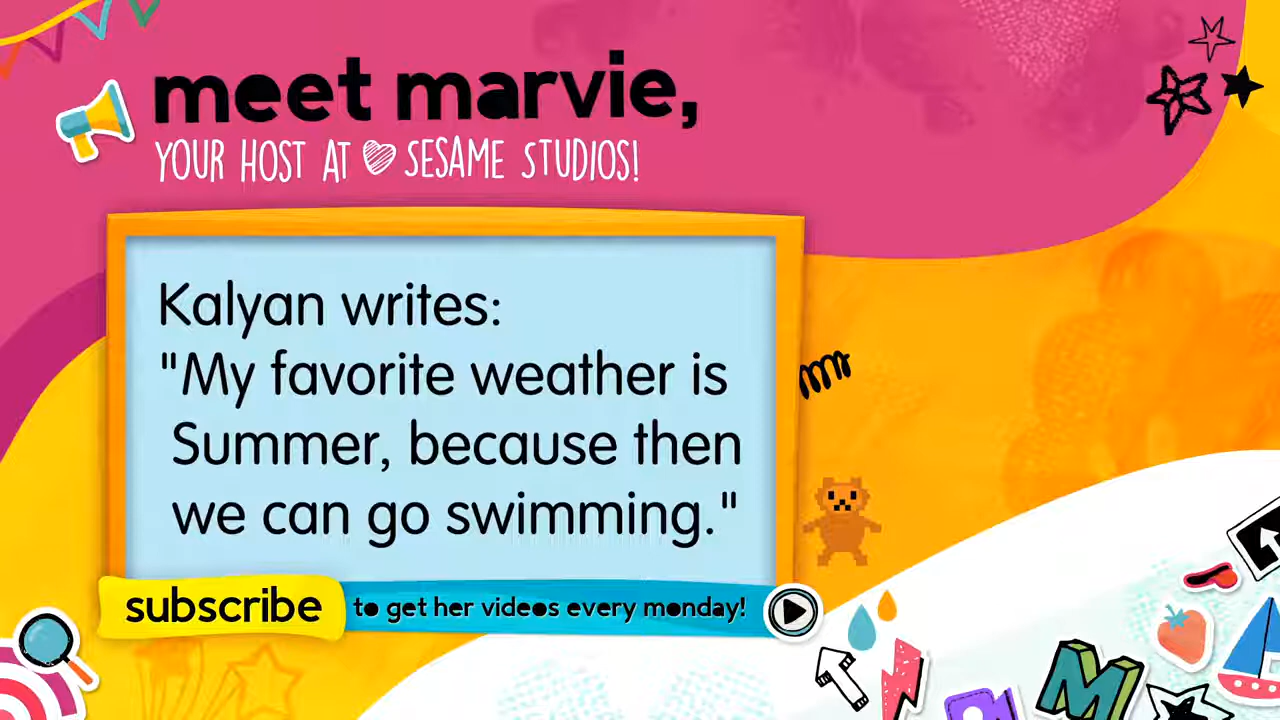 meet marvie,
YOUR HOST AT SESAME STUDIOS!
Kalyan writes:
"My favorite weather is
Summer, because then
we can go swimming."
subscribe to get her videos every monday!
M